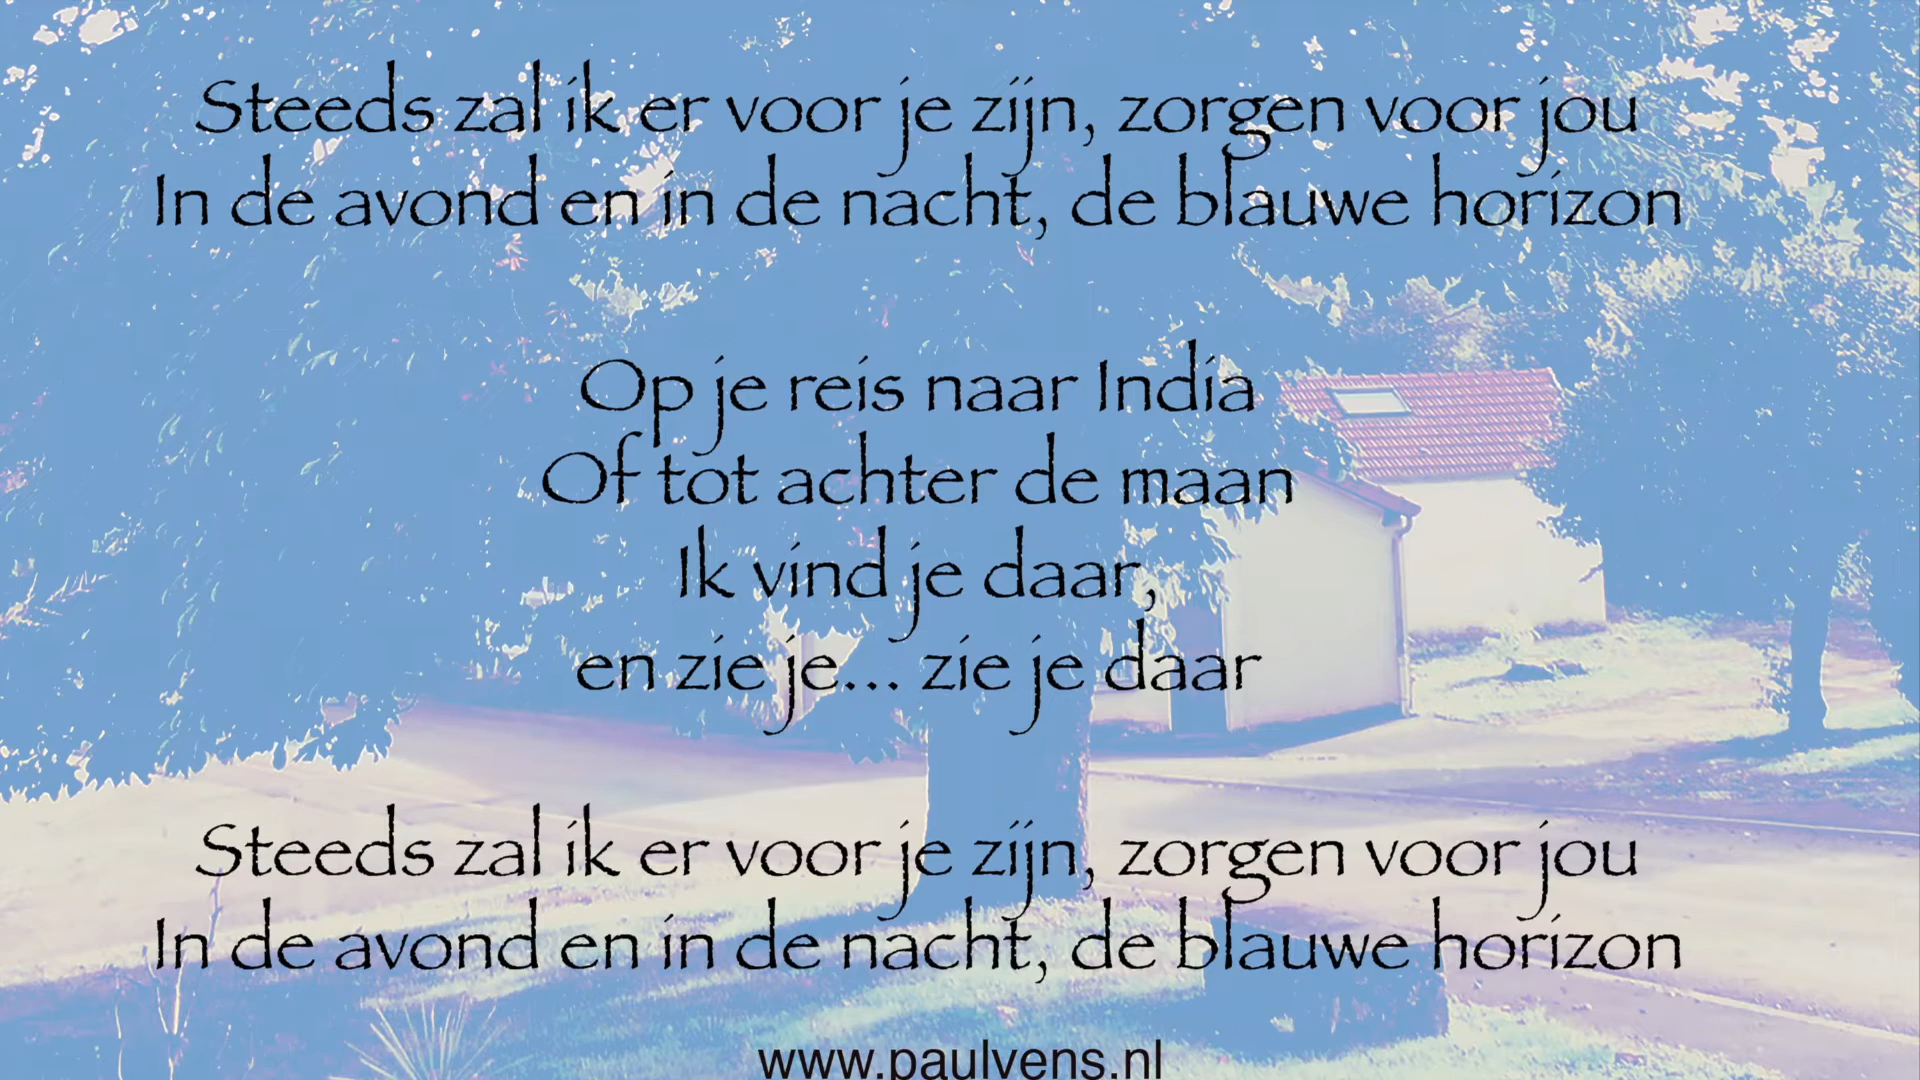 Steeds zal ik er voor je zijn, zorgen voor jou
In de avond en in de nacht, de blauwe horizon
Op je reis naar India
Of tot achter de maan
Ik vind je daar,
en zie je... zie je daar
Steeds zal ik er voor je zijn, zorgen voor jou
In de avond en in de nacht, de blauwe horizon
www.paulvens.nl